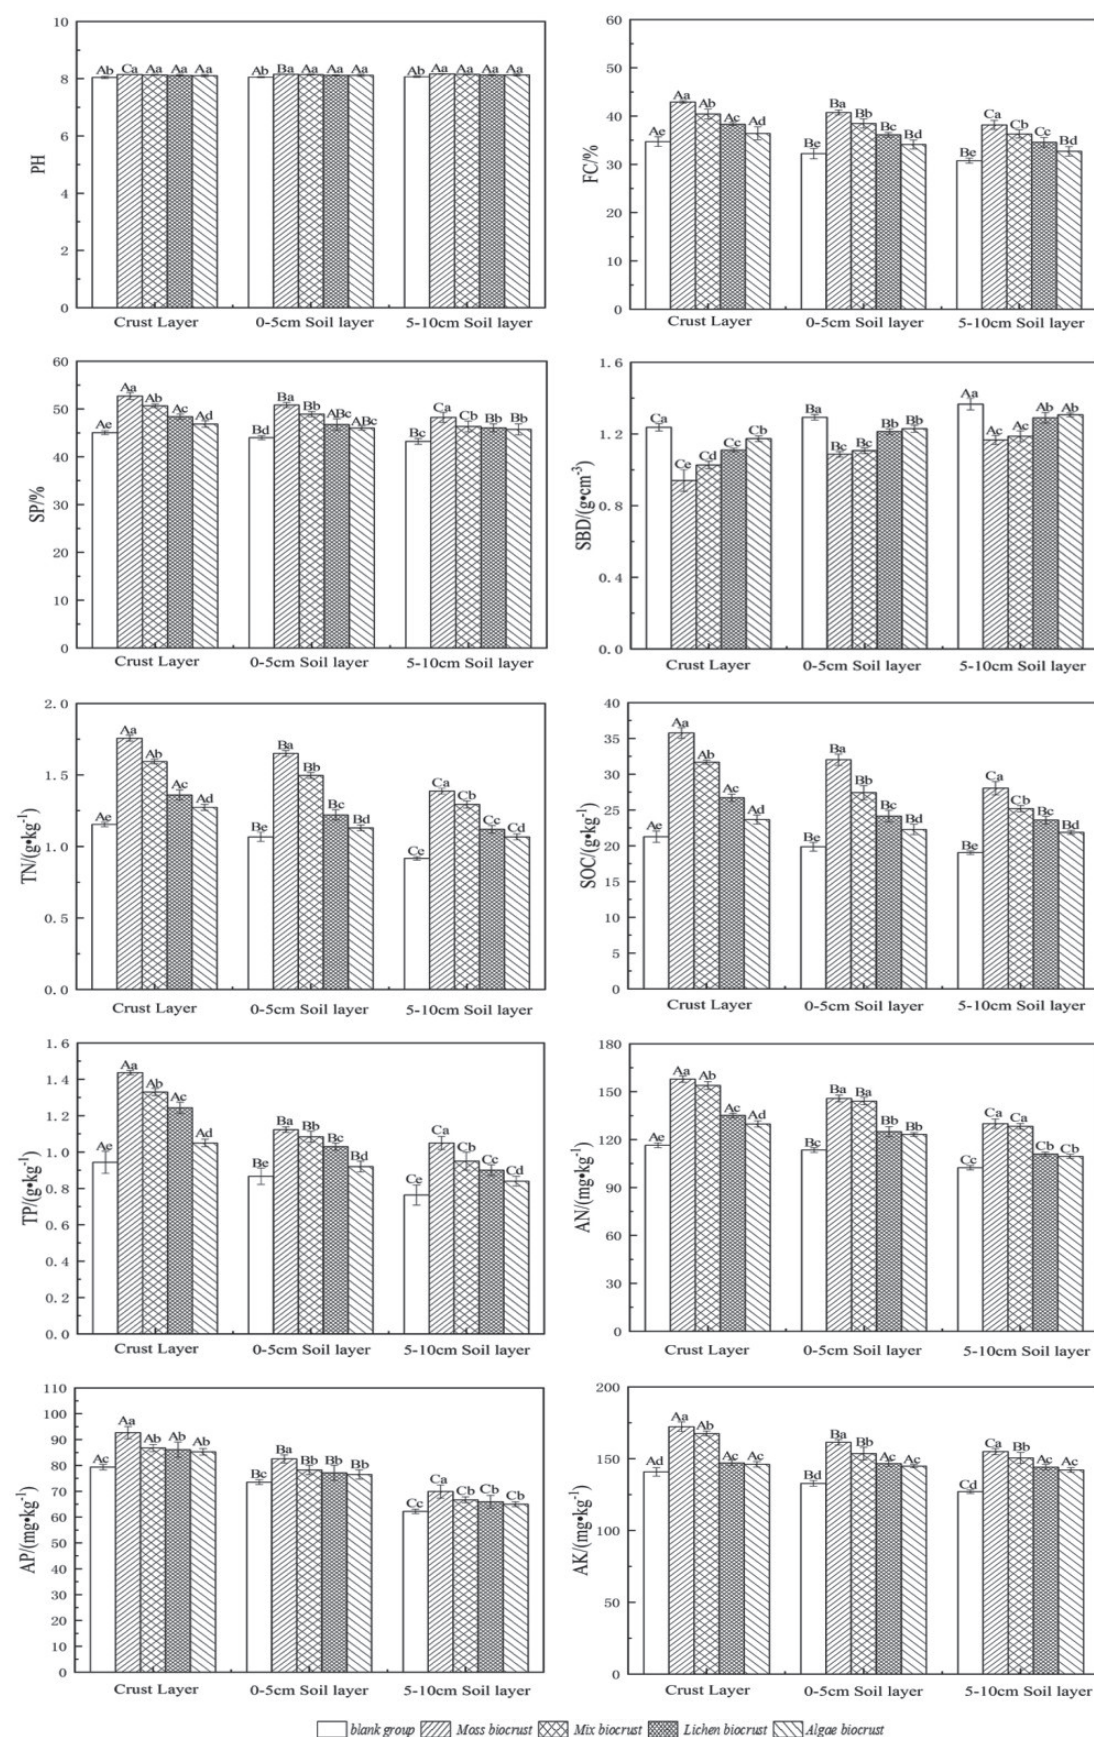 10
8
6
4
2
0
PH
Ab Ca Aa Aa Aa
Ab Ba Aa Aa Aa
Ab Aa Aa Aa Aa
Crust Layer 0-5cm Soil layer 5-10cm Soil layer
60
50
40
30
20
10
0
FC/%
Ae Aa Ab Ac Ad
Be Ba Bb Bc Bd
Be Ca Cb Cc Bd
Crust Layer 0-5cm Soil layer 5-10cm Soil layer
60
50
40
30
20
10
0
SP/%
Ae Aa Ab Ac Ad
Bd Ba Bb ABc ABc
Bc Ca Cb Bb Bb
Crust Layer 0-5cm Soil layer 5-10cm Soil layer
1.6
1.2
0.8
0.4
0.0
SBD/(g•cm-3)
Ca Ce Cd Cc Cb
Ba Bc Bc Bb Bb
Aa Ac Ac Ab Ab
Crust Layer 0-5cm Soil layer 5-10cm Soil layer
2.0
1.5
1.0
0.5
0.0
TN/(g•kg-1)
Ae Aa Ab Ac Ad
Be Ba Bb Bc Bd
Ce Ca Cb Cc Cd
Crust Layer 0-5cm Soil layer 5-10cm Soil layer
40
35
30
25
20
15
10
5
0
SOC/(g•kg-1)
Ae Aa Ab Ac Ad
Be Ba Bb Bc Bd
Be Ca Cb Bc Bd
Crust Layer 0-5cm Soil layer 5-10cm Soil layer
1.6
1.4
1.2
1.0
0.8
0.6
0.4
0.2
0.0
TP/(g•kg-1)
Ae Aa Ab Ac Ad
Be Ba Bb Bc Bd
Ce Ca Cb Cc Cd
Crust Layer 0-5cm Soil layer 5-10cm Soil layer
180
150
120
90
60
30
0
AN/(mg•kg-1)
Ae Aa Ab Ac Ad
Bc Ba Ba Bb Bb
Cc Ca Ca Cb Cb
Crust Layer 0-5cm Soil layer 5-10cm Soil layer
110
100
90
80
70
60
50
40
30
20
10
0
AP/(mg•kg-1)
Ac Aa Ab Ab Ab
Bc Ba Bb Bb Bb
Cc Ca Cb Cb Cb
Crust Layer 0-5cm Soil layer 5-10cm Soil layer
200
150
100
50
0
AK/(mg•kg-1)
Ad Aa Ab Ac Ac
Bd Ba Bb Ac Ac
Cd Ca Bb Ac Ac
Crust Layer 0-5cm Soil layer 5-10cm Soil layer
blank group Moss biocrust Mix biocrust Lichen biocrust Algae biocrust